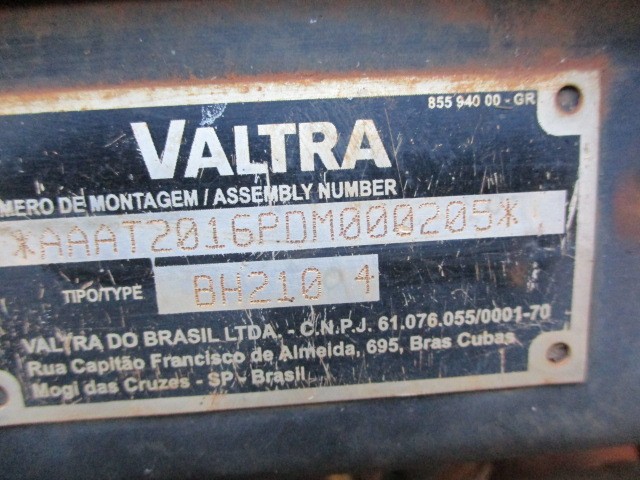 855 940 00 - GR
VALTRA
MERO DE MONTAGEM / ASSEMBLY NUMBER
*AAAT2016PDM000205*
TIPO/TYPE BH210 4
VALTRA DO BRASIL LTDA. - C.N.P.J. 61.076.055/0001-70
Rua Capitão Francisco de Almeida, 695, Bras Cubas
Mogi das Cruzes - SP - Brasil